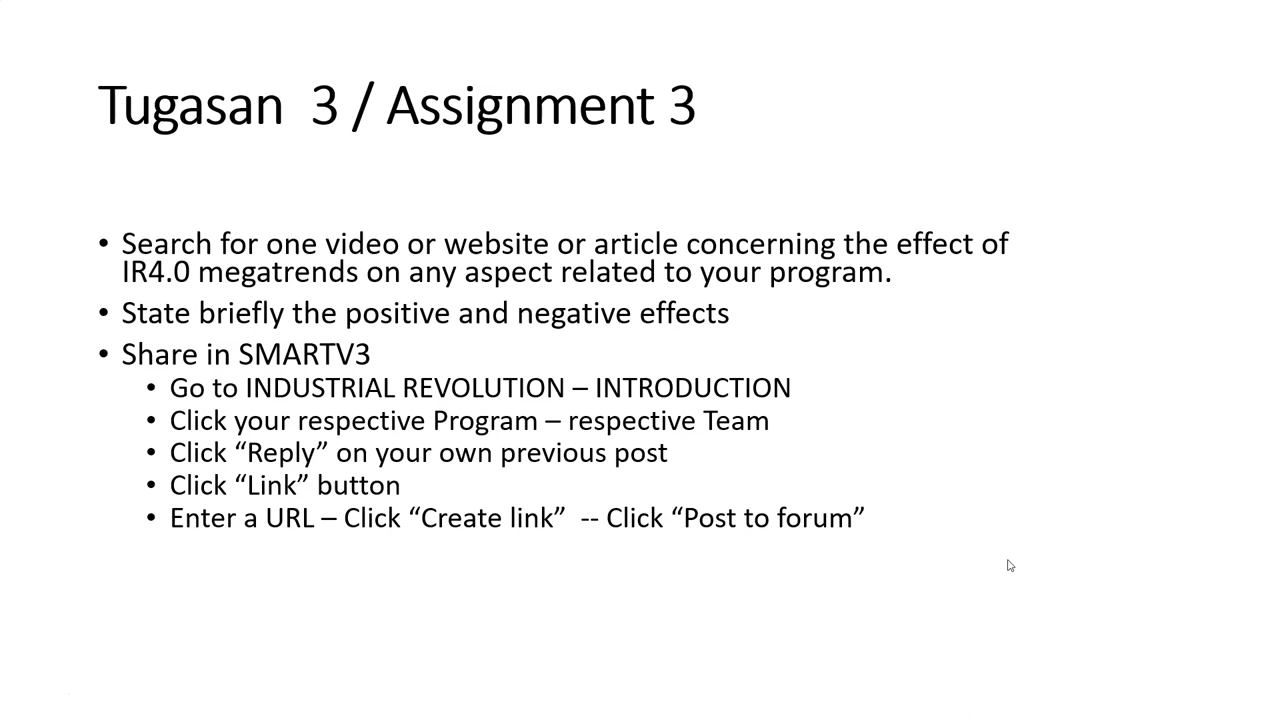 Tugasan 3 / Assignment 3
• Search for one video or website or article concerning the effect of
IR4.0 megatrends on any aspect related to your program.
• State briefly the positive and negative effects
• Share in SMARTV3
• Go to INDUSTRIAL REVOLUTION – INTRODUCTION
• Click your respective Program – respective Team
• Click “Reply” on your own previous post
• Click “Link” button
• Enter a URL – Click “Create link” -- Click “Post to forum”